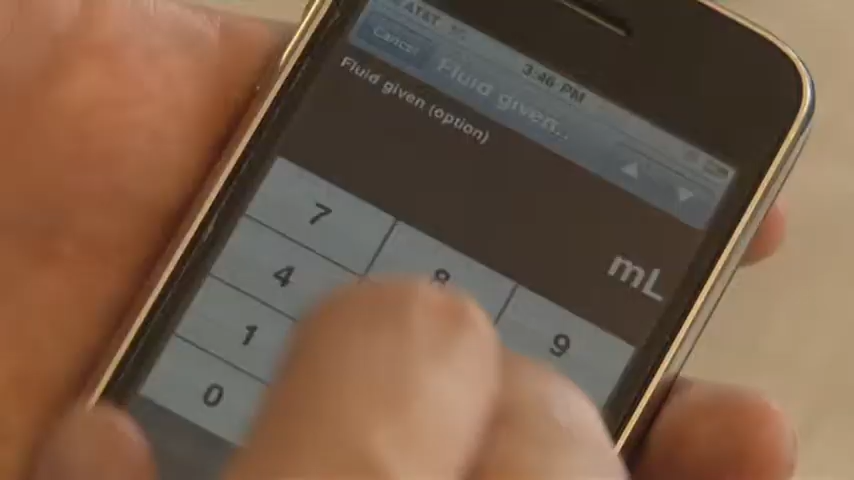 AT&T
3:46 PM
Cancel
Fluid given...
Fluid given (option)
mL
7
8
9
4
1
0